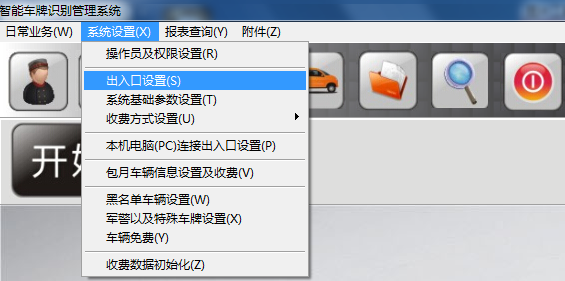 智能车牌识别管理系统
日常业务(W) 系统设置(X) 报表查询(Y) 附件(Z)
操作员及权限设置(R)
出入口设置(S)
系统基础参数设置(T)
收费方式设置(U)
本机电脑(PC)连接出入口设置(P)
包月车辆信息设置及收费(V)
黑名单车辆设置(W)
军警以及特殊车牌设置(X)
车辆免费(Y)
收费数据初始化(Z)
开